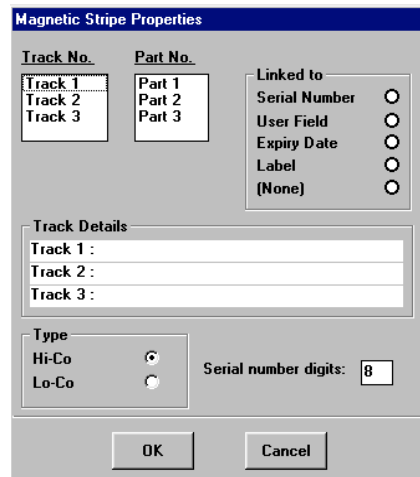 Magnetic Stripe Properties
Track No.
Part No.
Track 1
Track 2
Track 3
Part 1
Part 2
Part 3
Linked to
Serial Number
User Field
Expiry Date
Label
(None)
Track Details
Track 1 :
Track 2 :
Track 3 :
Type
Hi-Co
Lo-Co
Serial number digits: 8
OK
Cancel